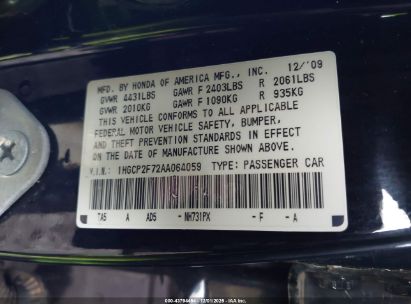 MFD. BY HONDA OF AMERICA MFG., INC. 12/'09
GVWR 4431LBS GAWR F 2403LBS R 2061LBS
GVWR 2010KG GAWR F 1090KG R 935KG
THIS VEHICLE CONFORMS TO ALL APPLICABLE
FEDERAL MOTOR VEHICLE SAFETY, BUMPER,
AND THEFT PREVENTION STANDARDS IN EFFECT
ON THE DATE OF MANUFACTURE SHOWN ABOVE.
V.I.N.: 1HGCP2F72AA064059 TYPE: PASSENGER CAR
TA5 A AD5 - NH731PX - F - A